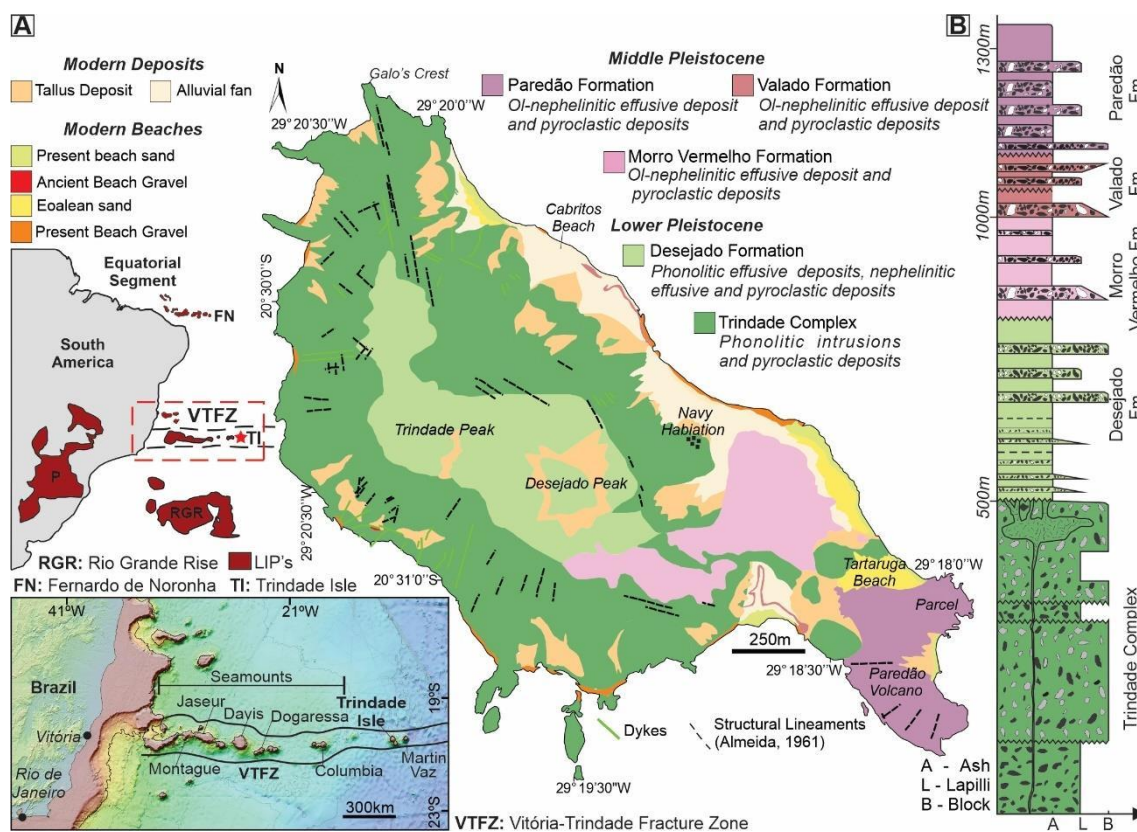 A
Modern Deposits
Tallus Deposit
Alluvial fan
Modern Beaches
Present beach sand
Ancient Beach Gravel
Eoalean sand
Present Beach Gravel
N
Galo's Crest
29° 20'0''W
29° 20'30''W
20° 30'0''S
29° 20'0''W
20° 31'0''S
Middle Pleistocene
Paredão Formation
Ol-nephelinitic effusive deposit
and pyroclastic deposits
Valado Formation
Ol-nephelinitic effusive deposit
and pyroclastic deposits
Morro Vermelho Formation
Ol-nephelinitic effusive deposit and
pyroclastic deposits
Lower Pleistocene
Desejado Formation
Phonolitic effusive deposits, nephelinitic
effusive and pyroclastic deposits
Trindade Complex
Phonolitic intrusions
and pyroclastic deposits
Cabritos
Beach
Navy
Habiation
Trindade Peak
Desejado Peak
Tartaruga
Beach
29° 18'0''W
Parcel
250m
29° 18'30''W
Paredão
Volcano
Dykes
Structural Lineaments
(Almeida, 1961)
29° 19'30''W
Equatorial
Segment
FN
South
America
VTFZ
TI
P
RGR
RGR: Rio Grande Rise
LIP's
FN: Fernardo de Noronha
TI: Trindade Isle
41°W
21°W
Brazil
Seamounts
Jaseur
Davis
Dogaressa
Trindade
Isle
19°S
Vitória
Montague
VTFZ
Columbia
Martin
Vaz
Rio de
Janeiro
300km
23°S
VTFZ: Vitória-Trindade Fracture Zone
B
1300m
1000m
500m
Paredão
Fm
Valado
Fm
Morro
Vermelho Fm
Desejado
Fm
Trindade Complex
A - Ash
L - Lapilli
B - Block
A
L
B